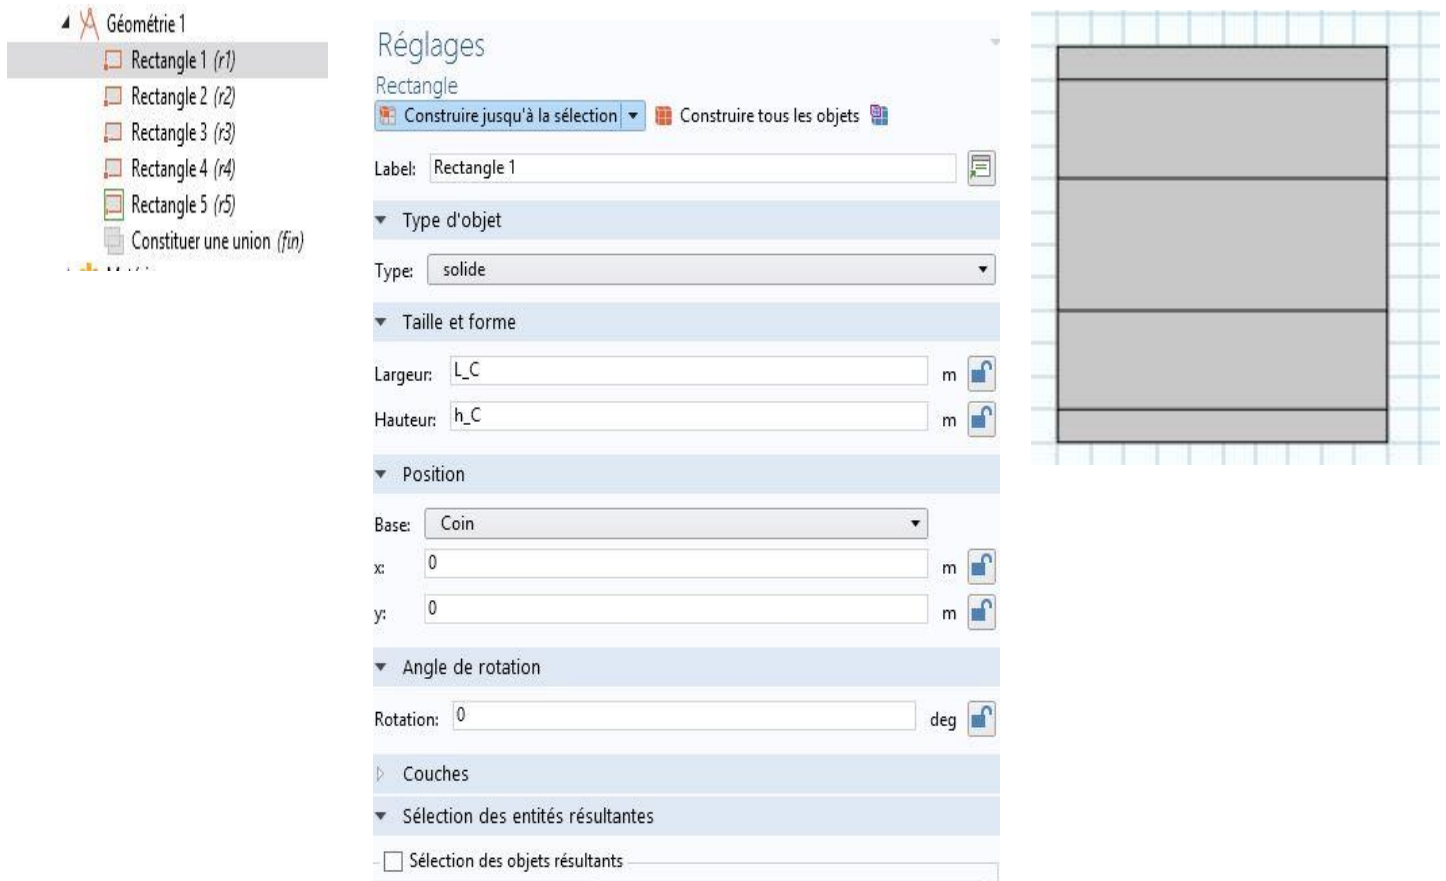 Géométrie 1
Rectangle 1 (r1)
Rectangle 2 (r2)
Rectangle 3 (r3)
Rectangle 4 (r4)
Rectangle 5 (r5)
Constituer une union (fin)
Réglages
Rectangle
Construire jusqu'à la sélection
Construire tous les objets
Label: Rectangle 1
Type d'objet
Type: solide
Taille et forme
Largeur: L_C m
Hauteur: h_C m
Position
Base: Coin
x: 0 m
y: 0 m
Angle de rotation
Rotation: 0 deg
Couches
Sélection des entités résultantes
Sélection des objets résultants